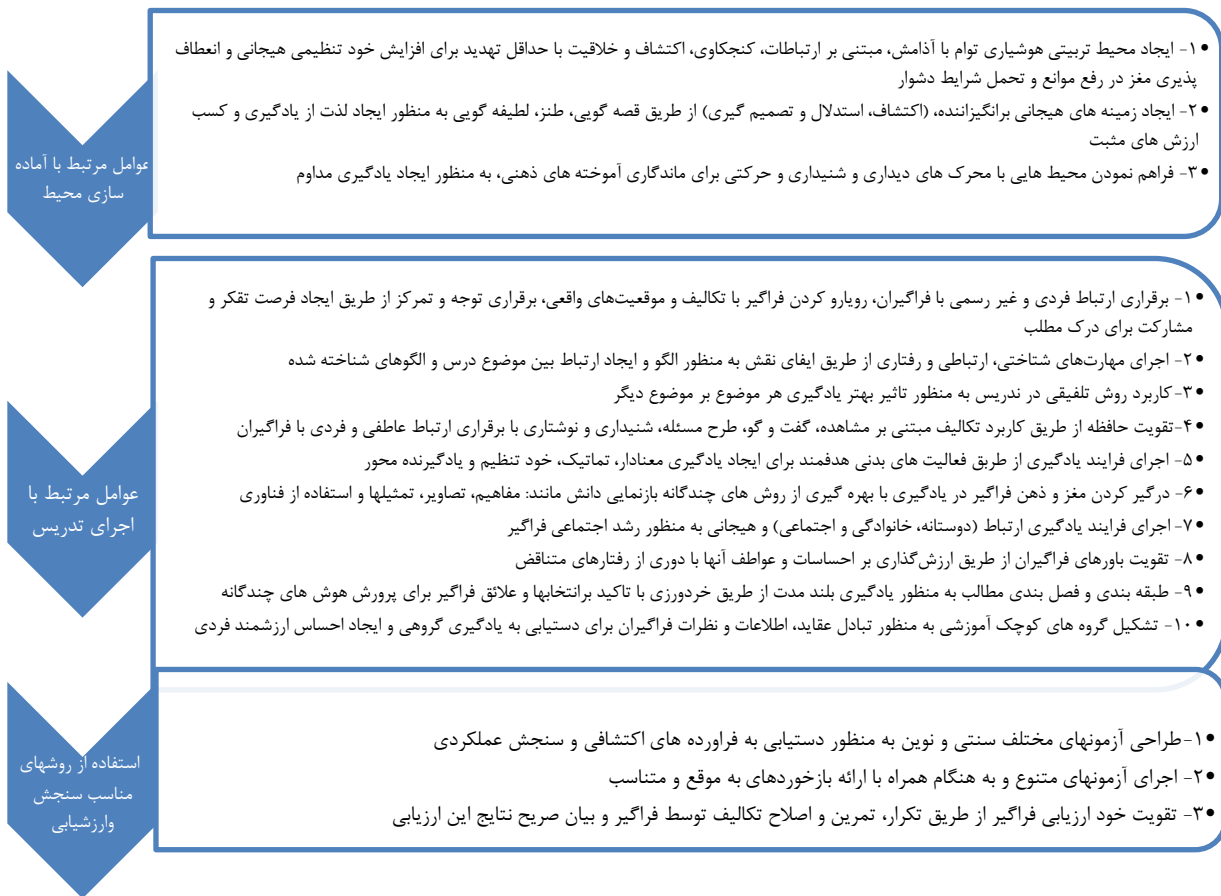 عوامل مرتبط با آماده
سازی محیط
•۱- ایجاد محیط تربیتی هوشیاری توام با آذامش، مبتنی بر ارتباطات، کنجکاوی، اکتشاف و خلاقیت با حداقل تهدید برای افزایش خود تنظیمی هیجانی و انعطاف
پذیری مغز در رفع موانع و تحمل شرایط دشوار
•۲- ایجاد زمینه های هیجانی برانگیزاننده، (اکتشاف، استدلال و تصمیم گیری) از طریق قصه گویی، طنز، لطیفه گویی به منظور ایجاد لذت از یادگیری و کسب
ارزش های مثبت
•۳- فراهم نمودن محیط هایی با محرک های دیداری و شنیداری و حرکتی برای ماندگاری آموخته های ذهنی، به منظور ایجاد یادگیری مداوم
عوامل مرتبط با
اجرای تدریس
•۱- برقراری ارتباط فردی و غیر رسمی با فراگیران، رویارو کردن فراگیر با تکالیف و موقعیت‌های واقعی، برقراری توجه و تمرکز از طریق ایجاد فرصت تقکر و
مشارکت برای درک مطلب
•۲- اجرای مهارت‌های شتاختی، ارتباطی و رفتاری از طریق ایفای نقش به منظور الگو و ایجاد ارتباط بین موضوع درس و الگوهای شناخته شده
•۳- کاربرد روش تلفیقی در ندریس به منظور تاثیر بهتر یادگیری هر موضوع بر موضوع دیگر
•۴-تقویت حافظه از طریق کاربرد تکالیف مبتنی بر مشاهده، گفت و گو، طرح مسئله، شنیداری و نوشتاری با برقراری ارتباط عاطفی و فردی با فراگیران
•۵- اجرای فرایند یادگیری از طربق فعالیت های بدنی هدفمند برای ایجاد یادگیری معنادار، تماتیک، خود تنظیم و یادگیرنده محور
•۶- درگیر کردن مغز و ذهن فراگیر در یادگیری با بهره گیری از روش های چندگانه بازنمایی دانش مانند: مفاهیم، تصاویر، تمثیلها و استفاده از فناوری
•۷- اجرای فرایند یادگیری ارتباط (دوستانه، خانوادگی و اجتماعی) و هیجانی به منظور رشد اجتماعی فراگیر
•۸- تقویت باورهای فراگیران از طریق ارزش‌گذاری بر احساسات و عواطف آنها با دوری از رفتارهای متناقض
•۹- طبقه بندی و فصل بندی مطالب به منظور یادگیری بلند مدت از طریق خردورزی با تاکید برانتخابها و علائق فراگیر برای پرورش هوش های چندگانه
•۱۰- تشکیل گروه های کوچک آموزشی به منظور تبادل عقاید، اطلاعات و نظرات فراگیران برای دستیابی به یادگیری گروهی و ایجاد احساس ارزشمند فردی
استفاده از روشهای
مناسب سنجش
وارزشیابی
•۱-طراحی آزمونهای مختلف سنتی و نوین به منظور دستیابی به فراورده های اکتشافی و سنجش عملکردی
•۲- اجرای آزمونهای متنوع و به هنگام همراه با ارائه بازخوردهای به موقع و متناسب
•۳- تقویت خود ارزیابی فراگیر از طریق تکرار، تمرین و اصلاح تکالیف توسط فراگیر و بیان صریح نتایج این ارزیابی